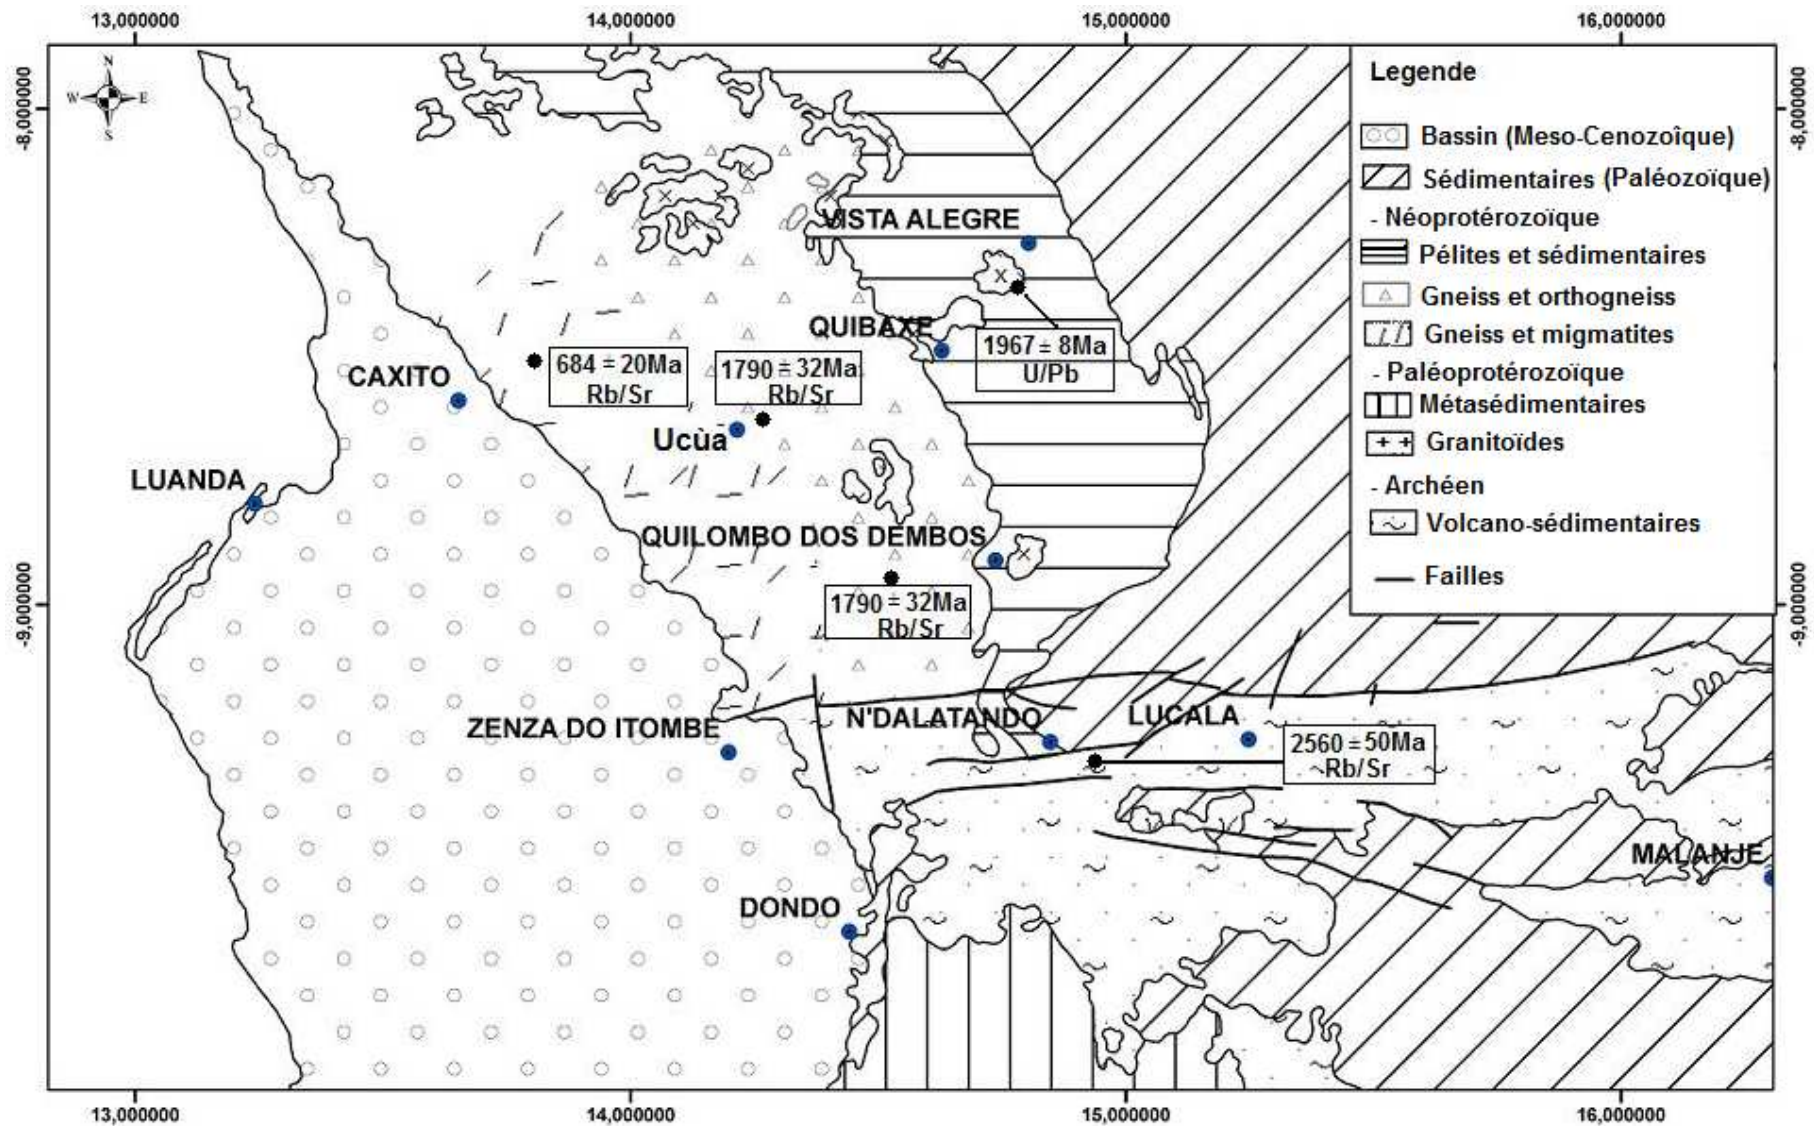 13,000000 14,000000 15,000000 16,000000
-8,000000
-8,000000
N
W E
S
Legende
Bassin (Meso-Cenozoîque)
Sédimentaires (Paléozoïque)
- Néoprotérozoïque
Pélites et sédimentaires
Gneiss et orthogneiss
Gneiss et migmatites
- Paléoprotérozoïque
Métasédimentaires
Granitoïdes
- Archéen
Volcano-sédimentaires
Failles
VISTA ALEGRE
QUIBAXE
1967 ± 8Ma
U/Pb
684 ± 20Ma
Rb/Sr
1790 ± 32Ma
Rb/Sr
CAXITO
Ucùa
LUANDA
QUILOMBO DOS DEMBOS
1790 ± 32Ma
Rb/Sr
-9,000000
-9,000000
ZENZA DO ITOMBE
N'DALATANDO
LUCALA
2560 ± 50Ma
Rb/Sr
MALANJE
DONDO
13,000000 14,000000 15,000000 16,000000